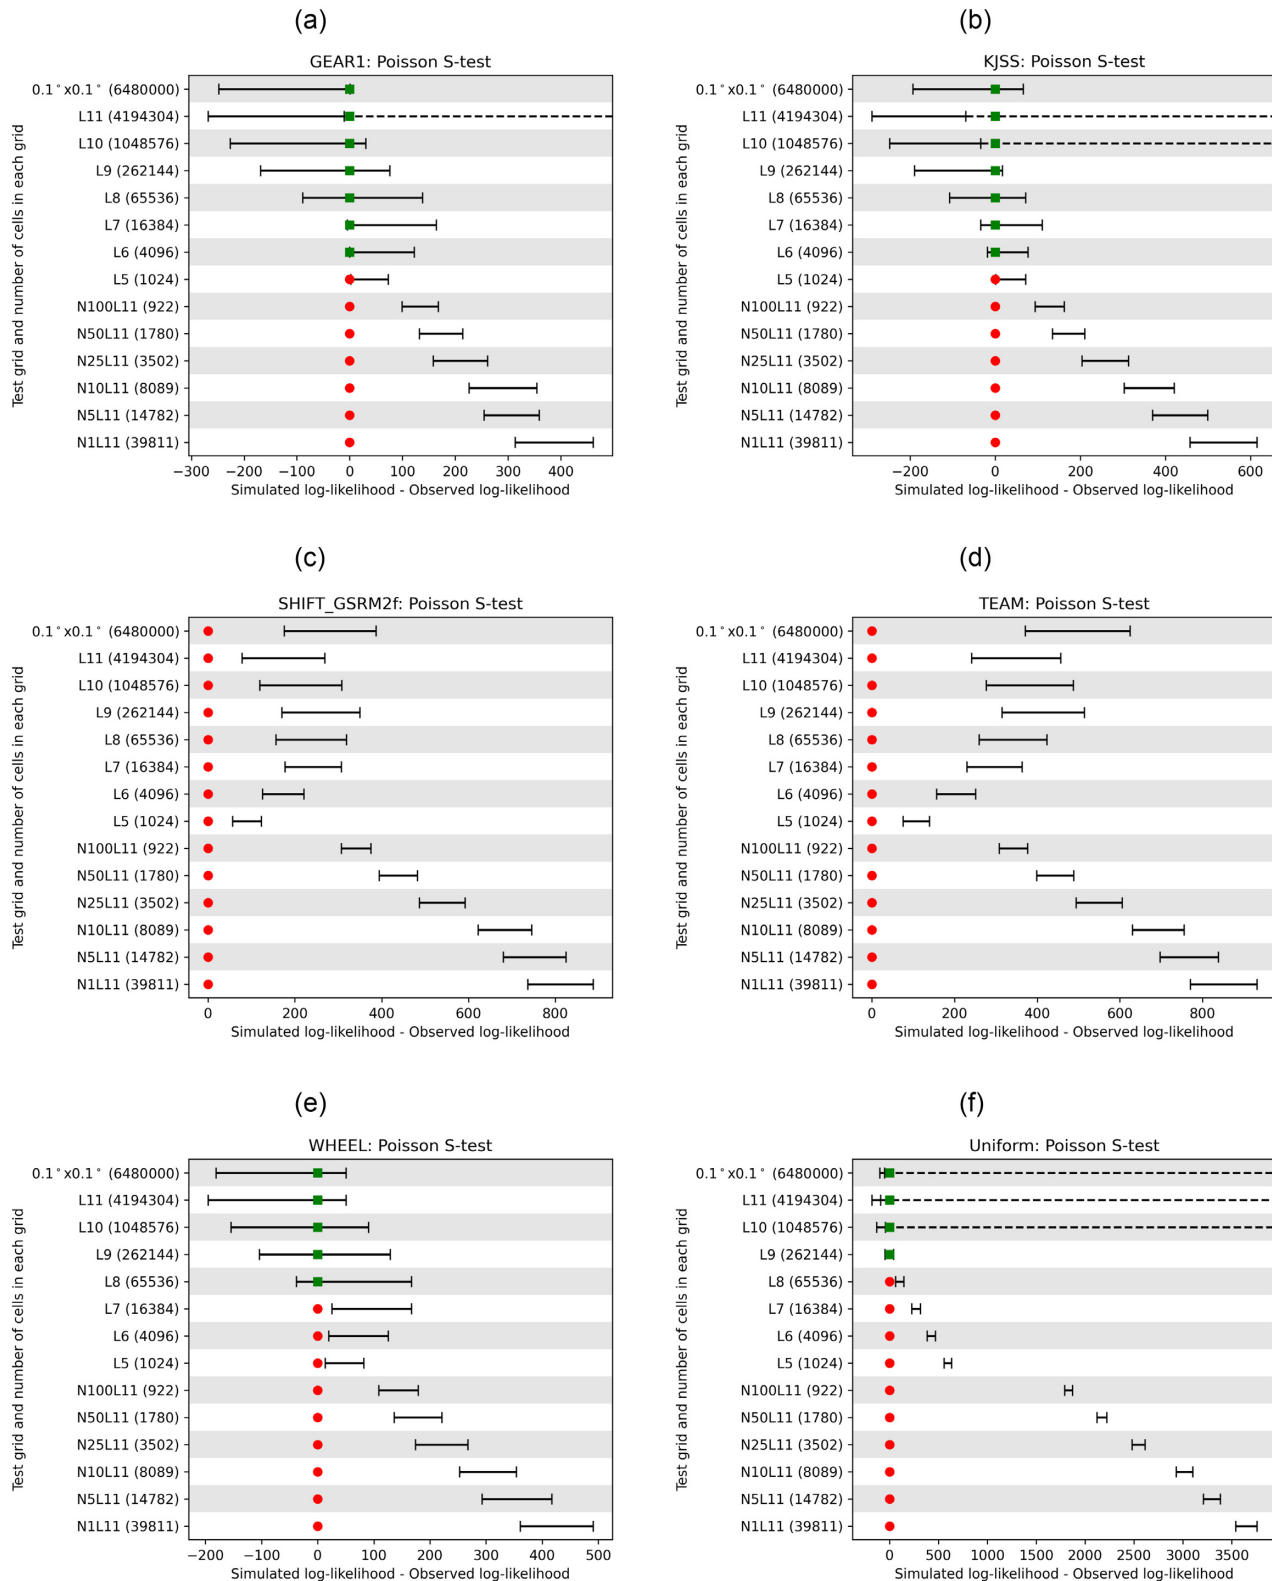 (a)
GEAR1: Poisson S-test
Test grid and number of cells in each grid
0.1°x0.1° (6480000)
L11 (4194304)
L10 (1048576)
L9 (262144)
L8 (65536)
L7 (16384)
L6 (4096)
L5 (1024)
N100L11 (922)
N50L11 (1780)
N25L11 (3502)
N10L11 (8089)
N5L11 (14782)
N1L11 (39811)
−300 −200 −100 0 100 200 300 400
Simulated log-likelihood - Observed log-likelihood
(b)
KJSS: Poisson S-test
Test grid and number of cells in each grid
0.1°x0.1° (6480000)
L11 (4194304)
L10 (1048576)
L9 (262144)
L8 (65536)
L7 (16384)
L6 (4096)
L5 (1024)
N100L11 (922)
N50L11 (1780)
N25L11 (3502)
N10L11 (8089)
N5L11 (14782)
N1L11 (39811)
−200 0 200 400 600
Simulated log-likelihood - Observed log-likelihood
(c)
SHIFT_GSRM2f: Poisson S-test
Test grid and number of cells in each grid
0.1°x0.1° (6480000)
L11 (4194304)
L10 (1048576)
L9 (262144)
L8 (65536)
L7 (16384)
L6 (4096)
L5 (1024)
N100L11 (922)
N50L11 (1780)
N25L11 (3502)
N10L11 (8089)
N5L11 (14782)
N1L11 (39811)
0 200 400 600 800
Simulated log-likelihood - Observed log-likelihood
(d)
TEAM: Poisson S-test
Test grid and number of cells in each grid
0.1°x0.1° (6480000)
L11 (4194304)
L10 (1048576)
L9 (262144)
L8 (65536)
L7 (16384)
L6 (4096)
L5 (1024)
N100L11 (922)
N50L11 (1780)
N25L11 (3502)
N10L11 (8089)
N5L11 (14782)
N1L11 (39811)
0 200 400 600 800
Simulated log-likelihood - Observed log-likelihood
(e)
WHEEL: Poisson S-test
Test grid and number of cells in each grid
0.1°x0.1° (6480000)
L11 (4194304)
L10 (1048576)
L9 (262144)
L8 (65536)
L7 (16384)
L6 (4096)
L5 (1024)
N100L11 (922)
N50L11 (1780)
N25L11 (3502)
N10L11 (8089)
N5L11 (14782)
N1L11 (39811)
−200 −100 0 100 200 300 400 500
Simulated log-likelihood - Observed log-likelihood
(f)
Uniform: Poisson S-test
Test grid and number of cells in each grid
0.1°x0.1° (6480000)
L11 (4194304)
L10 (1048576)
L9 (262144)
L8 (65536)
L7 (16384)
L6 (4096)
L5 (1024)
N100L11 (922)
N50L11 (1780)
N25L11 (3502)
N10L11 (8089)
N5L11 (14782)
N1L11 (39811)
0 500 1000 1500 2000 2500 3000 3500
Simulated log-likelihood - Observed log-likelihood